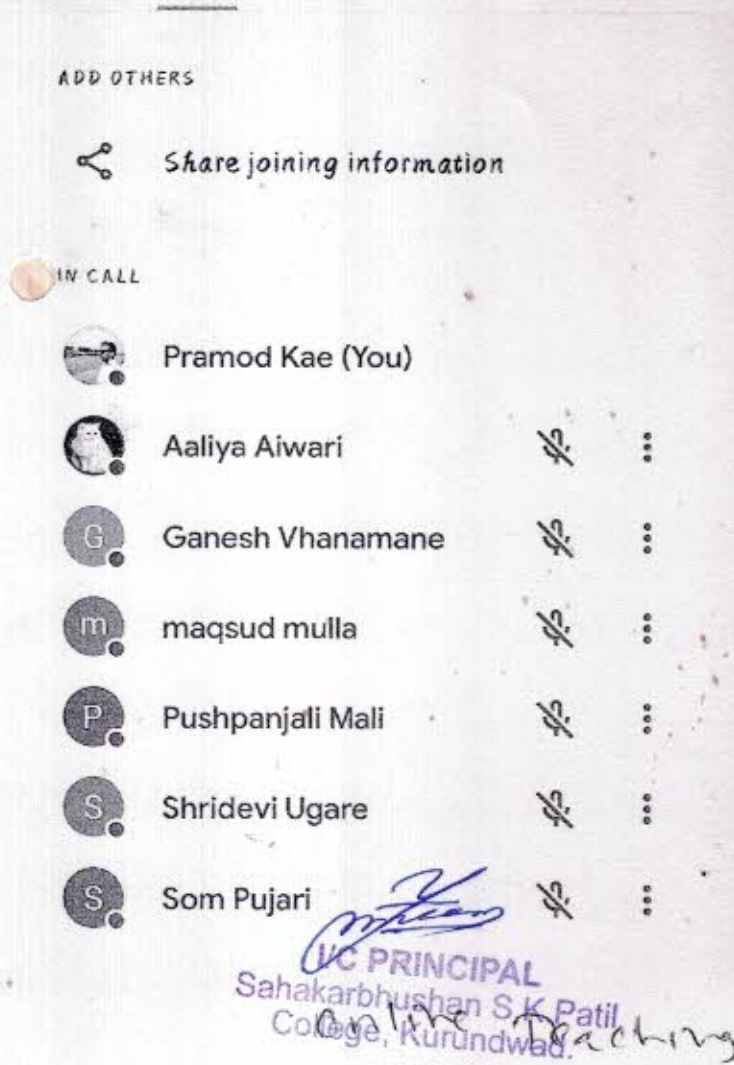 ADD OTHERS
Share joining information
IN CALL
Pramod Kae (You)
Aaliya Aiwari
G
Ganesh Vhanamane
m
maqsud mulla
P
Pushpanjali Mali
S
Shridevi Ugare
S
Som Pujari
I/C PRINCIPAL
Sahakarbhushan S.K.Patil
College, Kurundwad.
Online Teaching